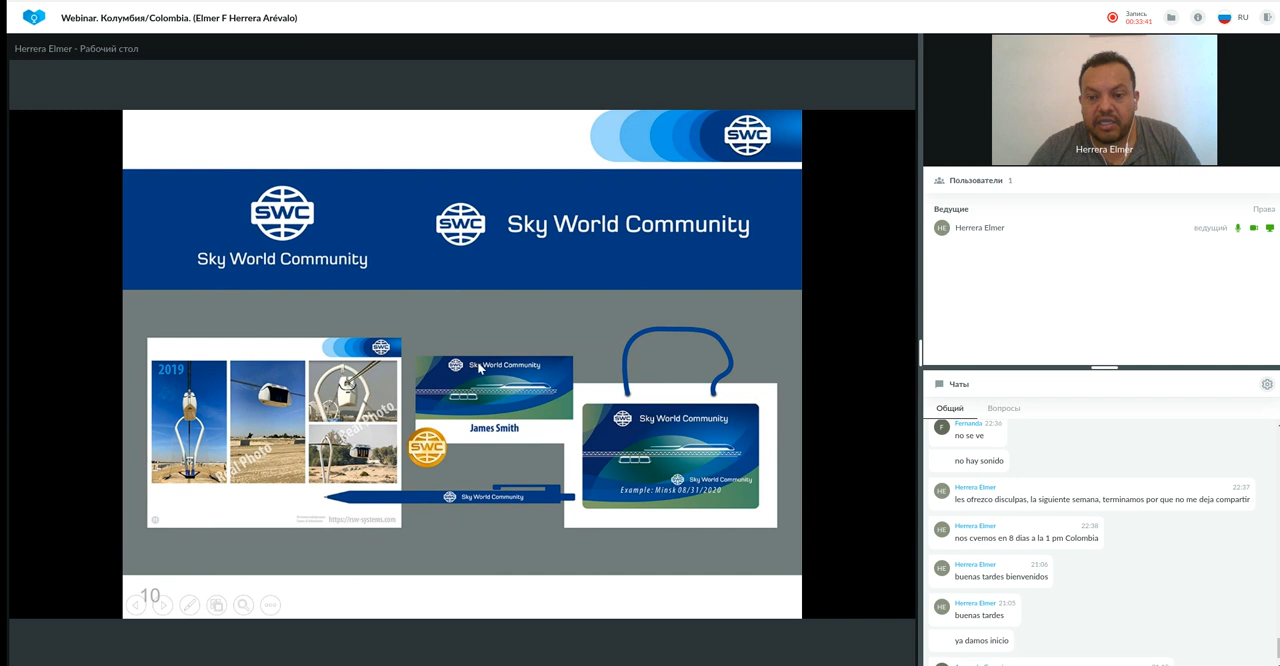 Webinar. Колумбия/Colombia. (Elmer F Herrera Arévalo)
Запись
00:33:41
RU
Herrera Elmer - Рабочий стол
SWC
SWC
Sky World Community
SWC
Sky World Community
SWC
2019
Real Photo
Real Photo
https://rsw-systems.com
SWC
Sky World Community
James Smith
SWC
SWC
Sky World Community
SWC
Sky World Community
SWC
Sky World Community
Example: Minsk 08/31/2020
10
Herrera Elmer
Пользователи 1
Ведущие
Права
HE
Herrera Elmer
ведущий
Чаты
Общий
Вопросы
F
Fernanda 22:36
no se ve
no hay sonido
HE
Herrera Elmer
22:37
les ofrezco disculpas, la siguiente semana, terminamos por que no me deja compartir
HE
Herrera Elmer
22:38
nos cvemos en 8 dias a la 1 pm Colombia
HE
Herrera Elmer
21:06
buenas tardes bienvenidos
HE
Herrera Elmer 21:05
buenas tardes
ya damos inicio